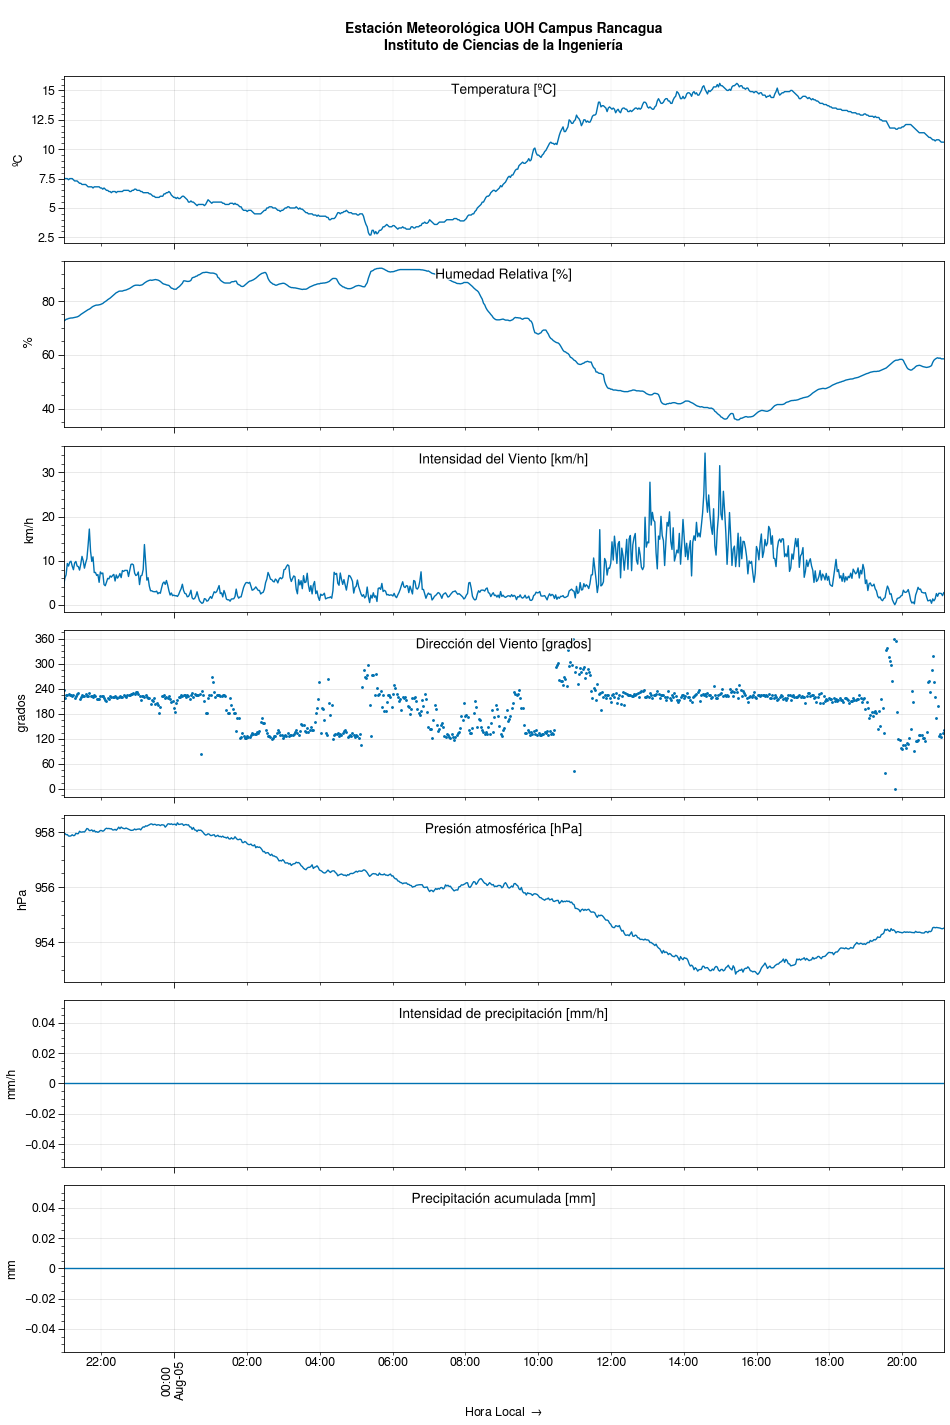 Estación Meteorológica UOH Campus Rancagua
Instituto de Ciencias de la Ingeniería
Temperatura [ºC]
15
12.5
10
7.5
5
2.5
ºC
Humedad Relativa [%]
80
60
40
%
Intensidad del Viento [km/h]
30
20
10
0
km/h
Dirección del Viento [grados]
360
300
240
180
120
60
0
grados
Presión atmosférica [hPa]
958
956
954
hPa
Intensidad de precipitación [mm/h]
0.04
0.02
0
−0.02
−0.04
mm/h
Precipitación acumulada [mm]
0.04
0.02
0
−0.02
−0.04
mm
22:00
00:00
Aug-05
02:00
04:00
06:00
08:00
10:00
12:00
14:00
16:00
18:00
20:00
Hora Local →